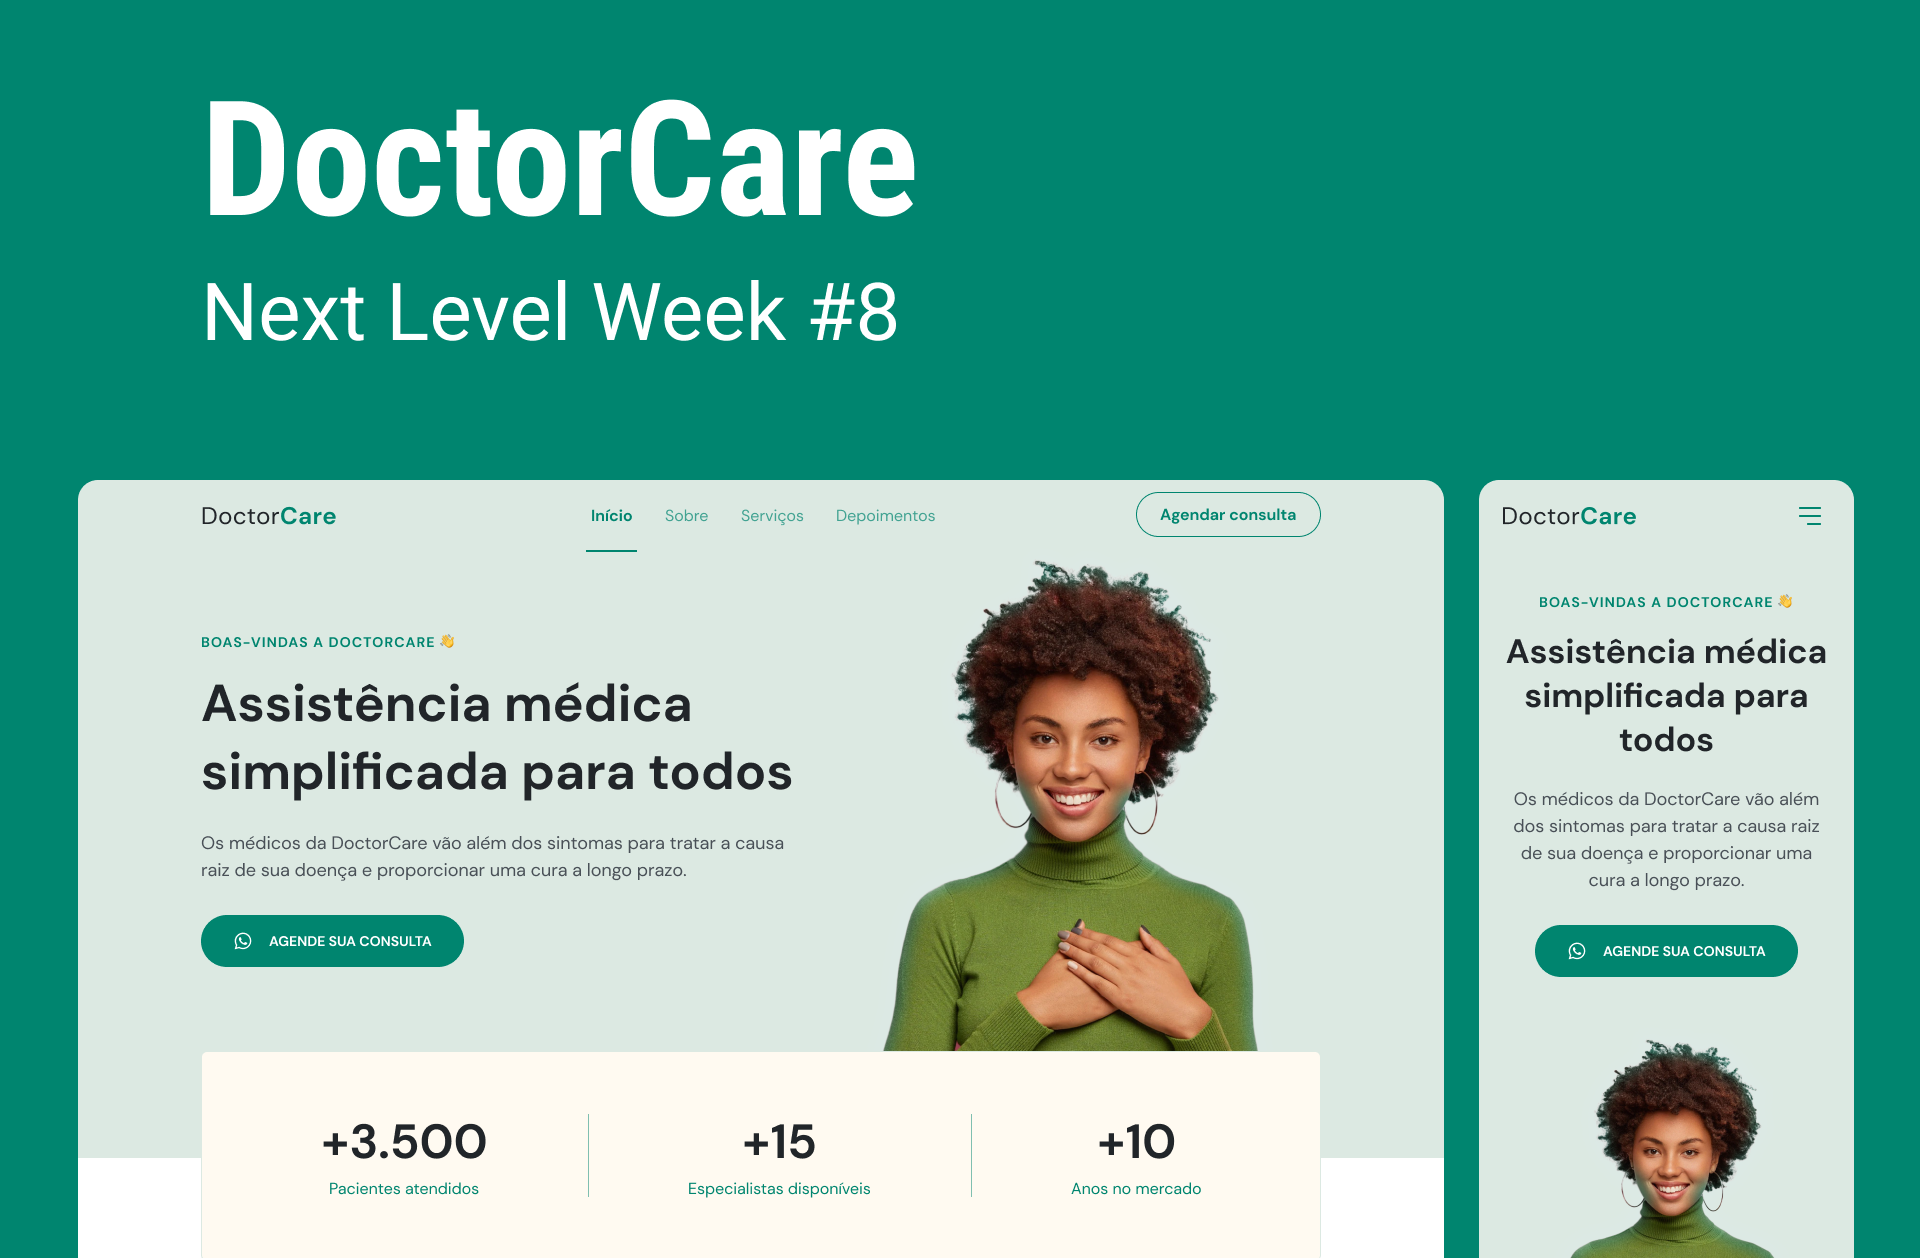 DoctorCare
Next Level Week #8
DoctorCare
Início
Sobre
Serviços
Depoimentos
Agendar consulta
BOAS-VINDAS A DOCTORCARE 👋
Assistência médica
simplificada para todos
Os médicos da DoctorCare vão além dos sintomas para tratar a causa
raiz de sua doença e proporcionar uma cura a longo prazo.
AGENDE SUA CONSULTA
+3.500
Pacientes atendidos
+15
Especialistas disponíveis
+10
Anos no mercado
DoctorCare
BOAS-VINDAS A DOCTORCARE 👋
Assistência médica
simplificada para
todos
Os médicos da DoctorCare vão além
dos sintomas para tratar a causa raiz
de sua doença e proporcionar uma
cura a longo prazo.
AGENDE SUA CONSULTA